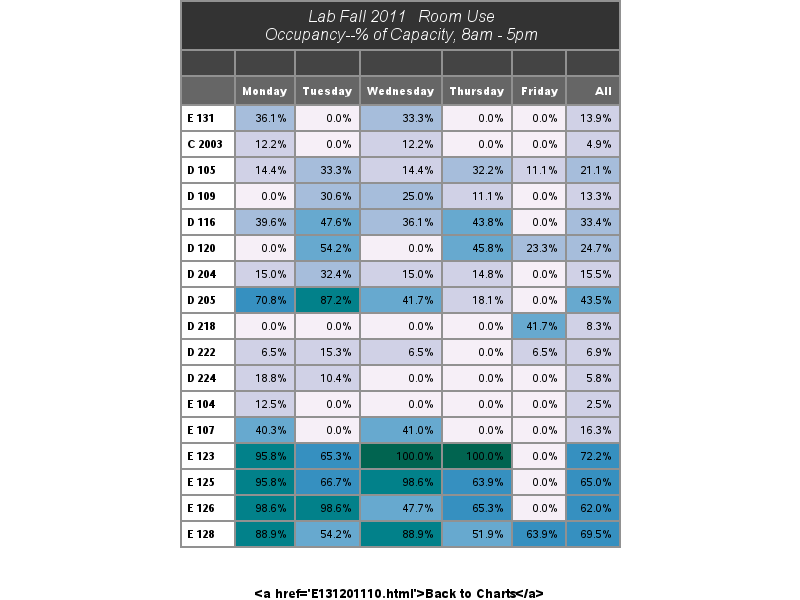 Lab Fall 2011 Room Use
Occupancy--% of Capacity, 8am - 5pm
Monday Tuesday Wednesday Thursday Friday All
E 131 36.1% 0.0% 33.3% 0.0% 0.0% 13.9%
C 2003 12.2% 0.0% 12.2% 0.0% 0.0% 4.9%
D 105 14.4% 33.3% 14.4% 32.2% 11.1% 21.1%
D 109 0.0% 30.6% 25.0% 11.1% 0.0% 13.3%
D 116 39.6% 47.6% 36.1% 43.8% 0.0% 33.4%
D 120 0.0% 54.2% 0.0% 45.8% 23.3% 24.7%
D 204 15.0% 32.4% 15.0% 14.8% 0.0% 15.5%
D 205 70.8% 87.2% 41.7% 18.1% 0.0% 43.5%
D 218 0.0% 0.0% 0.0% 0.0% 41.7% 8.3%
D 222 6.5% 15.3% 6.5% 0.0% 6.5% 6.9%
D 224 18.8% 10.4% 0.0% 0.0% 0.0% 5.8%
E 104 12.5% 0.0% 0.0% 0.0% 0.0% 2.5%
E 107 40.3% 0.0% 41.0% 0.0% 0.0% 16.3%
E 123 95.8% 65.3% 100.0% 100.0% 0.0% 72.2%
E 125 95.8% 66.7% 98.6% 63.9% 0.0% 65.0%
E 126 98.6% 98.6% 47.7% 65.3% 0.0% 62.0%
E 128 88.9% 54.2% 88.9% 51.9% 63.9% 69.5%
<a href='E131201110.html'>Back to Charts</a>